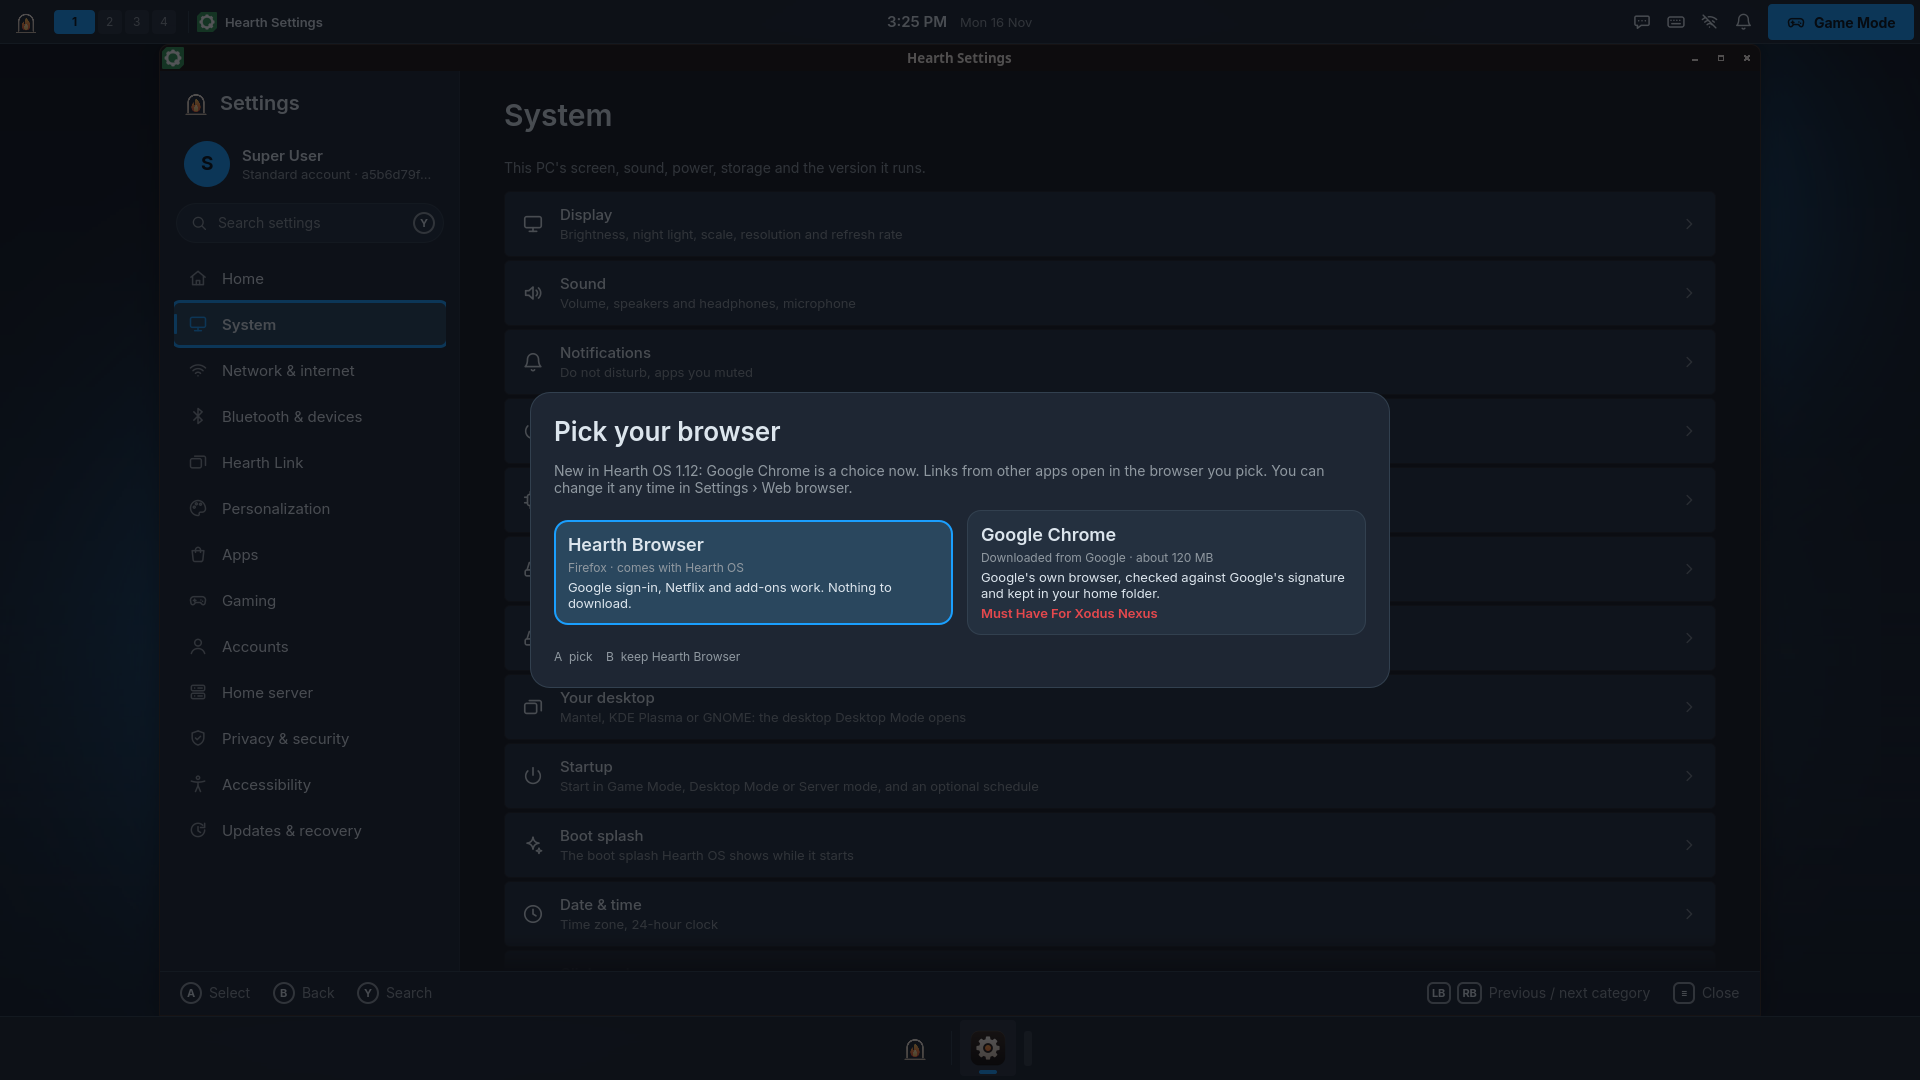 1 2 3 4 Hearth Settings 3:25 PM Mon 16 Nov Game Mode
Hearth Settings
Settings
S
Super User
Standard account · a5b6d79f...
Search settings Y
Home
System
Network & internet
Bluetooth & devices
Hearth Link
Personalization
Apps
Gaming
Accounts
Home server
Privacy & security
Accessibility
Updates & recovery
System
This PC's screen, sound, power, storage and the version it runs.
Display
Brightness, night light, scale, resolution and refresh rate
Sound
Volume, speakers and headphones, microphone
Notifications
Do not disturb, apps you muted
Pick your browser
New in Hearth OS 1.12: Google Chrome is a choice now. Links from other apps open in the browser you pick. You can
change it any time in Settings › Web browser.
Hearth Browser
Firefox · comes with Hearth OS
Google sign-in, Netflix and add-ons work. Nothing to
download.
Google Chrome
Downloaded from Google · about 120 MB
Google's own browser, checked against Google's signature
and kept in your home folder.
Must Have For Xodus Nexus
A pick B keep Hearth Browser
Your desktop
Mantel, KDE Plasma or GNOME: the desktop Desktop Mode opens
Startup
Start in Game Mode, Desktop Mode or Server mode, and an optional schedule
Boot splash
The boot splash Hearth OS shows while it starts
Date & time
Time zone, 24-hour clock
A Select B Back Y Search LB RB Previous / next category Close